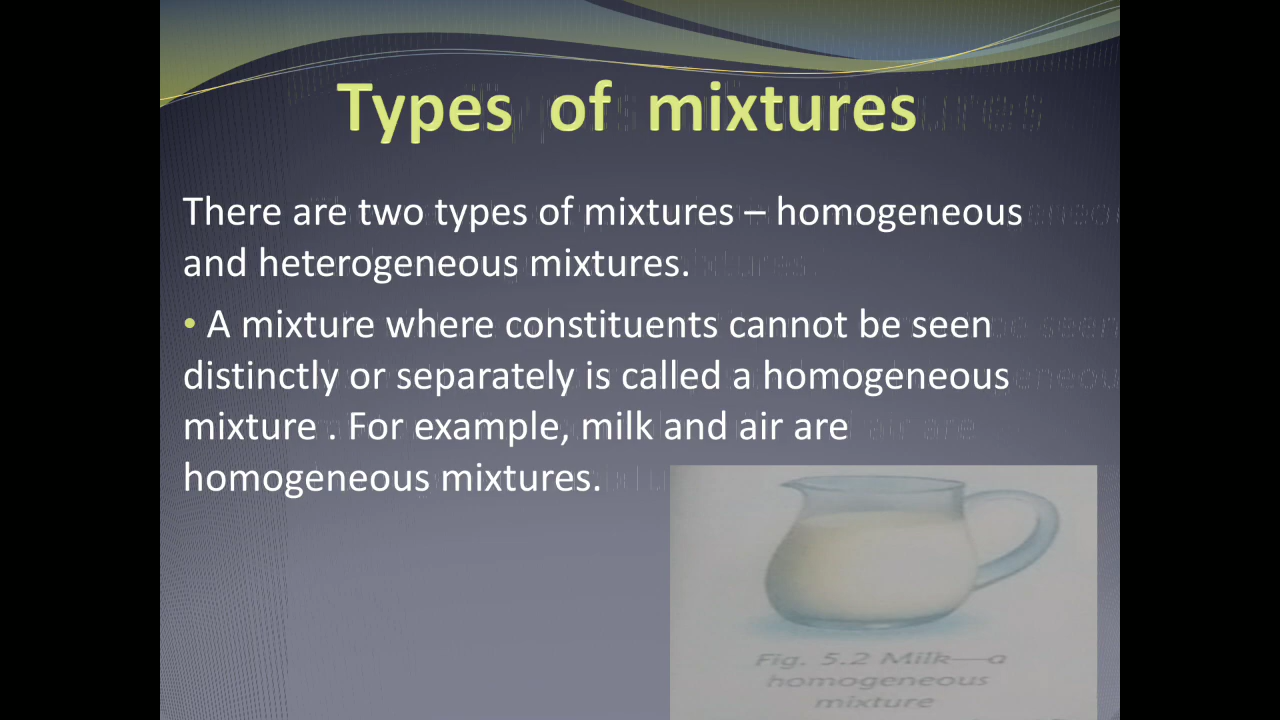 Types of mixtures
There are two types of mixtures – homogeneous
and heterogeneous mixtures.
• A mixture where constituents cannot be seen
distinctly or separately is called a homogeneous
mixture . For example, milk and air are
homogeneous mixtures.
Fig. 5.2 Milk—a
homogeneous
mixture